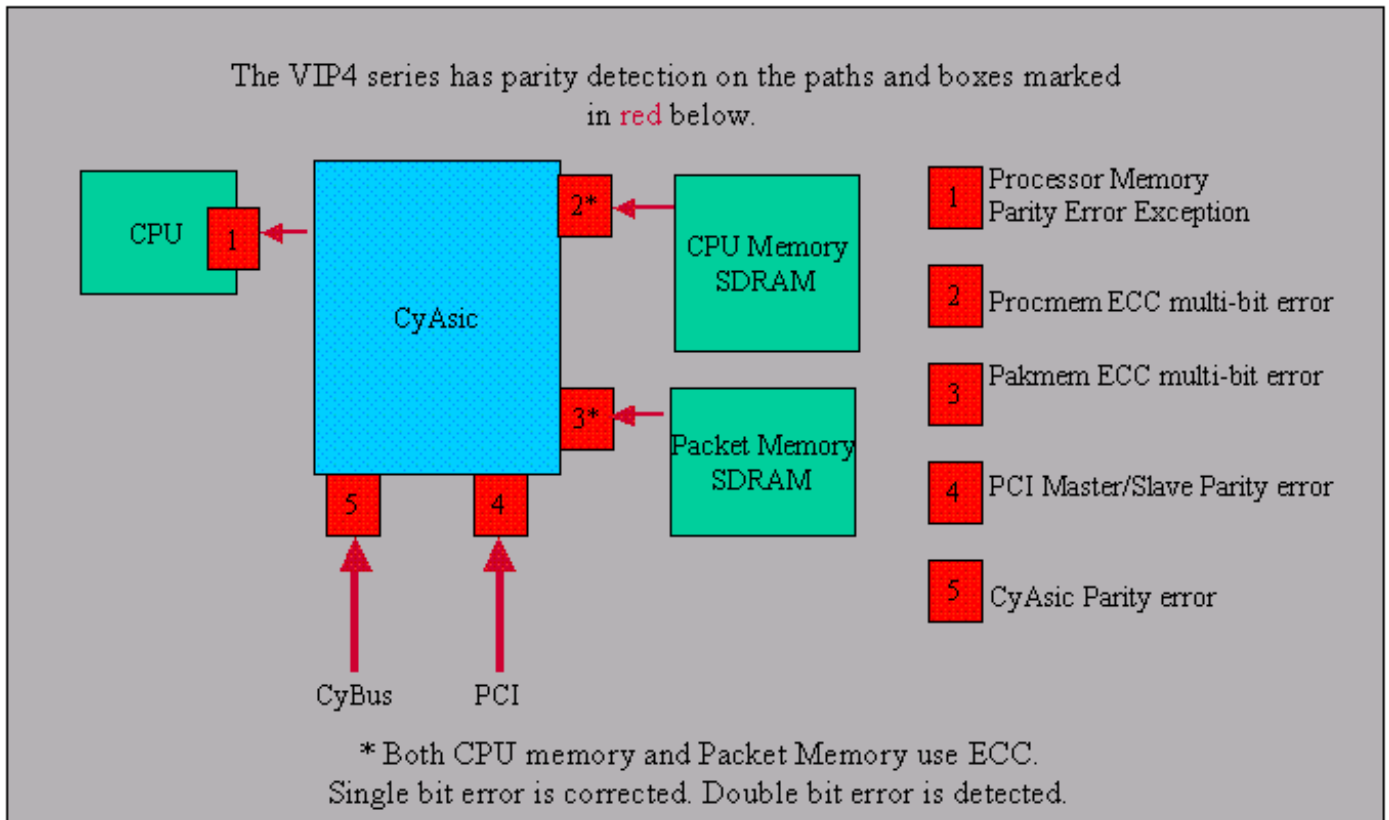 The VIP4 series has parity detection on the paths and boxes marked
in red below.
CPU
1
CyAsic
2*
CPU Memory
SDRAM
3*
Packet Memory
SDRAM
5
4
CyBus
PCI
1
Processor Memory
Parity Error Exception
2
Procmem ECC multi-bit error
3
Pakmem ECC multi-bit error
4
PCI Master/Slave Parity error
5
CyAsic Parity error
* Both CPU memory and Packet Memory use ECC.
Single bit error is corrected. Double bit error is detected.